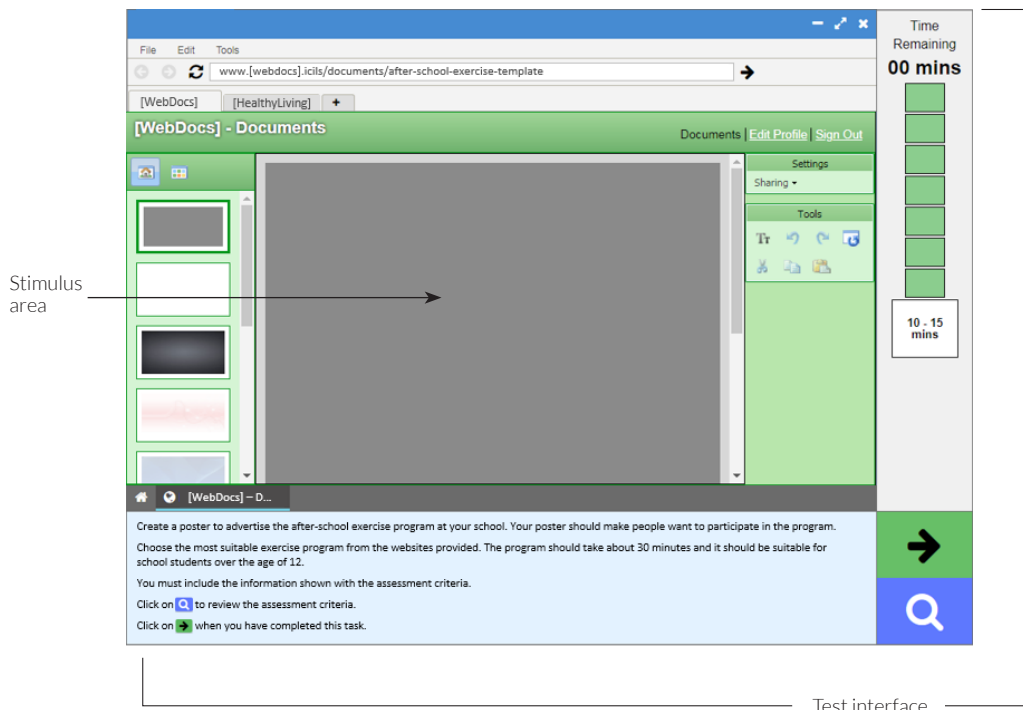 Time
Remaining
00 mins
File Edit Tools
www.[webdocs].icils/documents/after-school-exercise-template
[WebDocs] [HealthyLiving] +
[WebDocs] - Documents
Documents | Edit Profile | Sign Out
Settings
Sharing
Tools
Tr
Stimulus
area
10 - 15
mins
[WebDocs] – D...
Create a poster to advertise the after-school exercise program at your school. Your poster should make people want to participate in the program.
Choose the most suitable exercise program from the websites provided. The program should take about 30 minutes and it should be suitable for
school students over the age of 12.
You must include the information shown with the assessment criteria.
Click on to review the assessment criteria.
Click on when you have completed this task.
Test interface